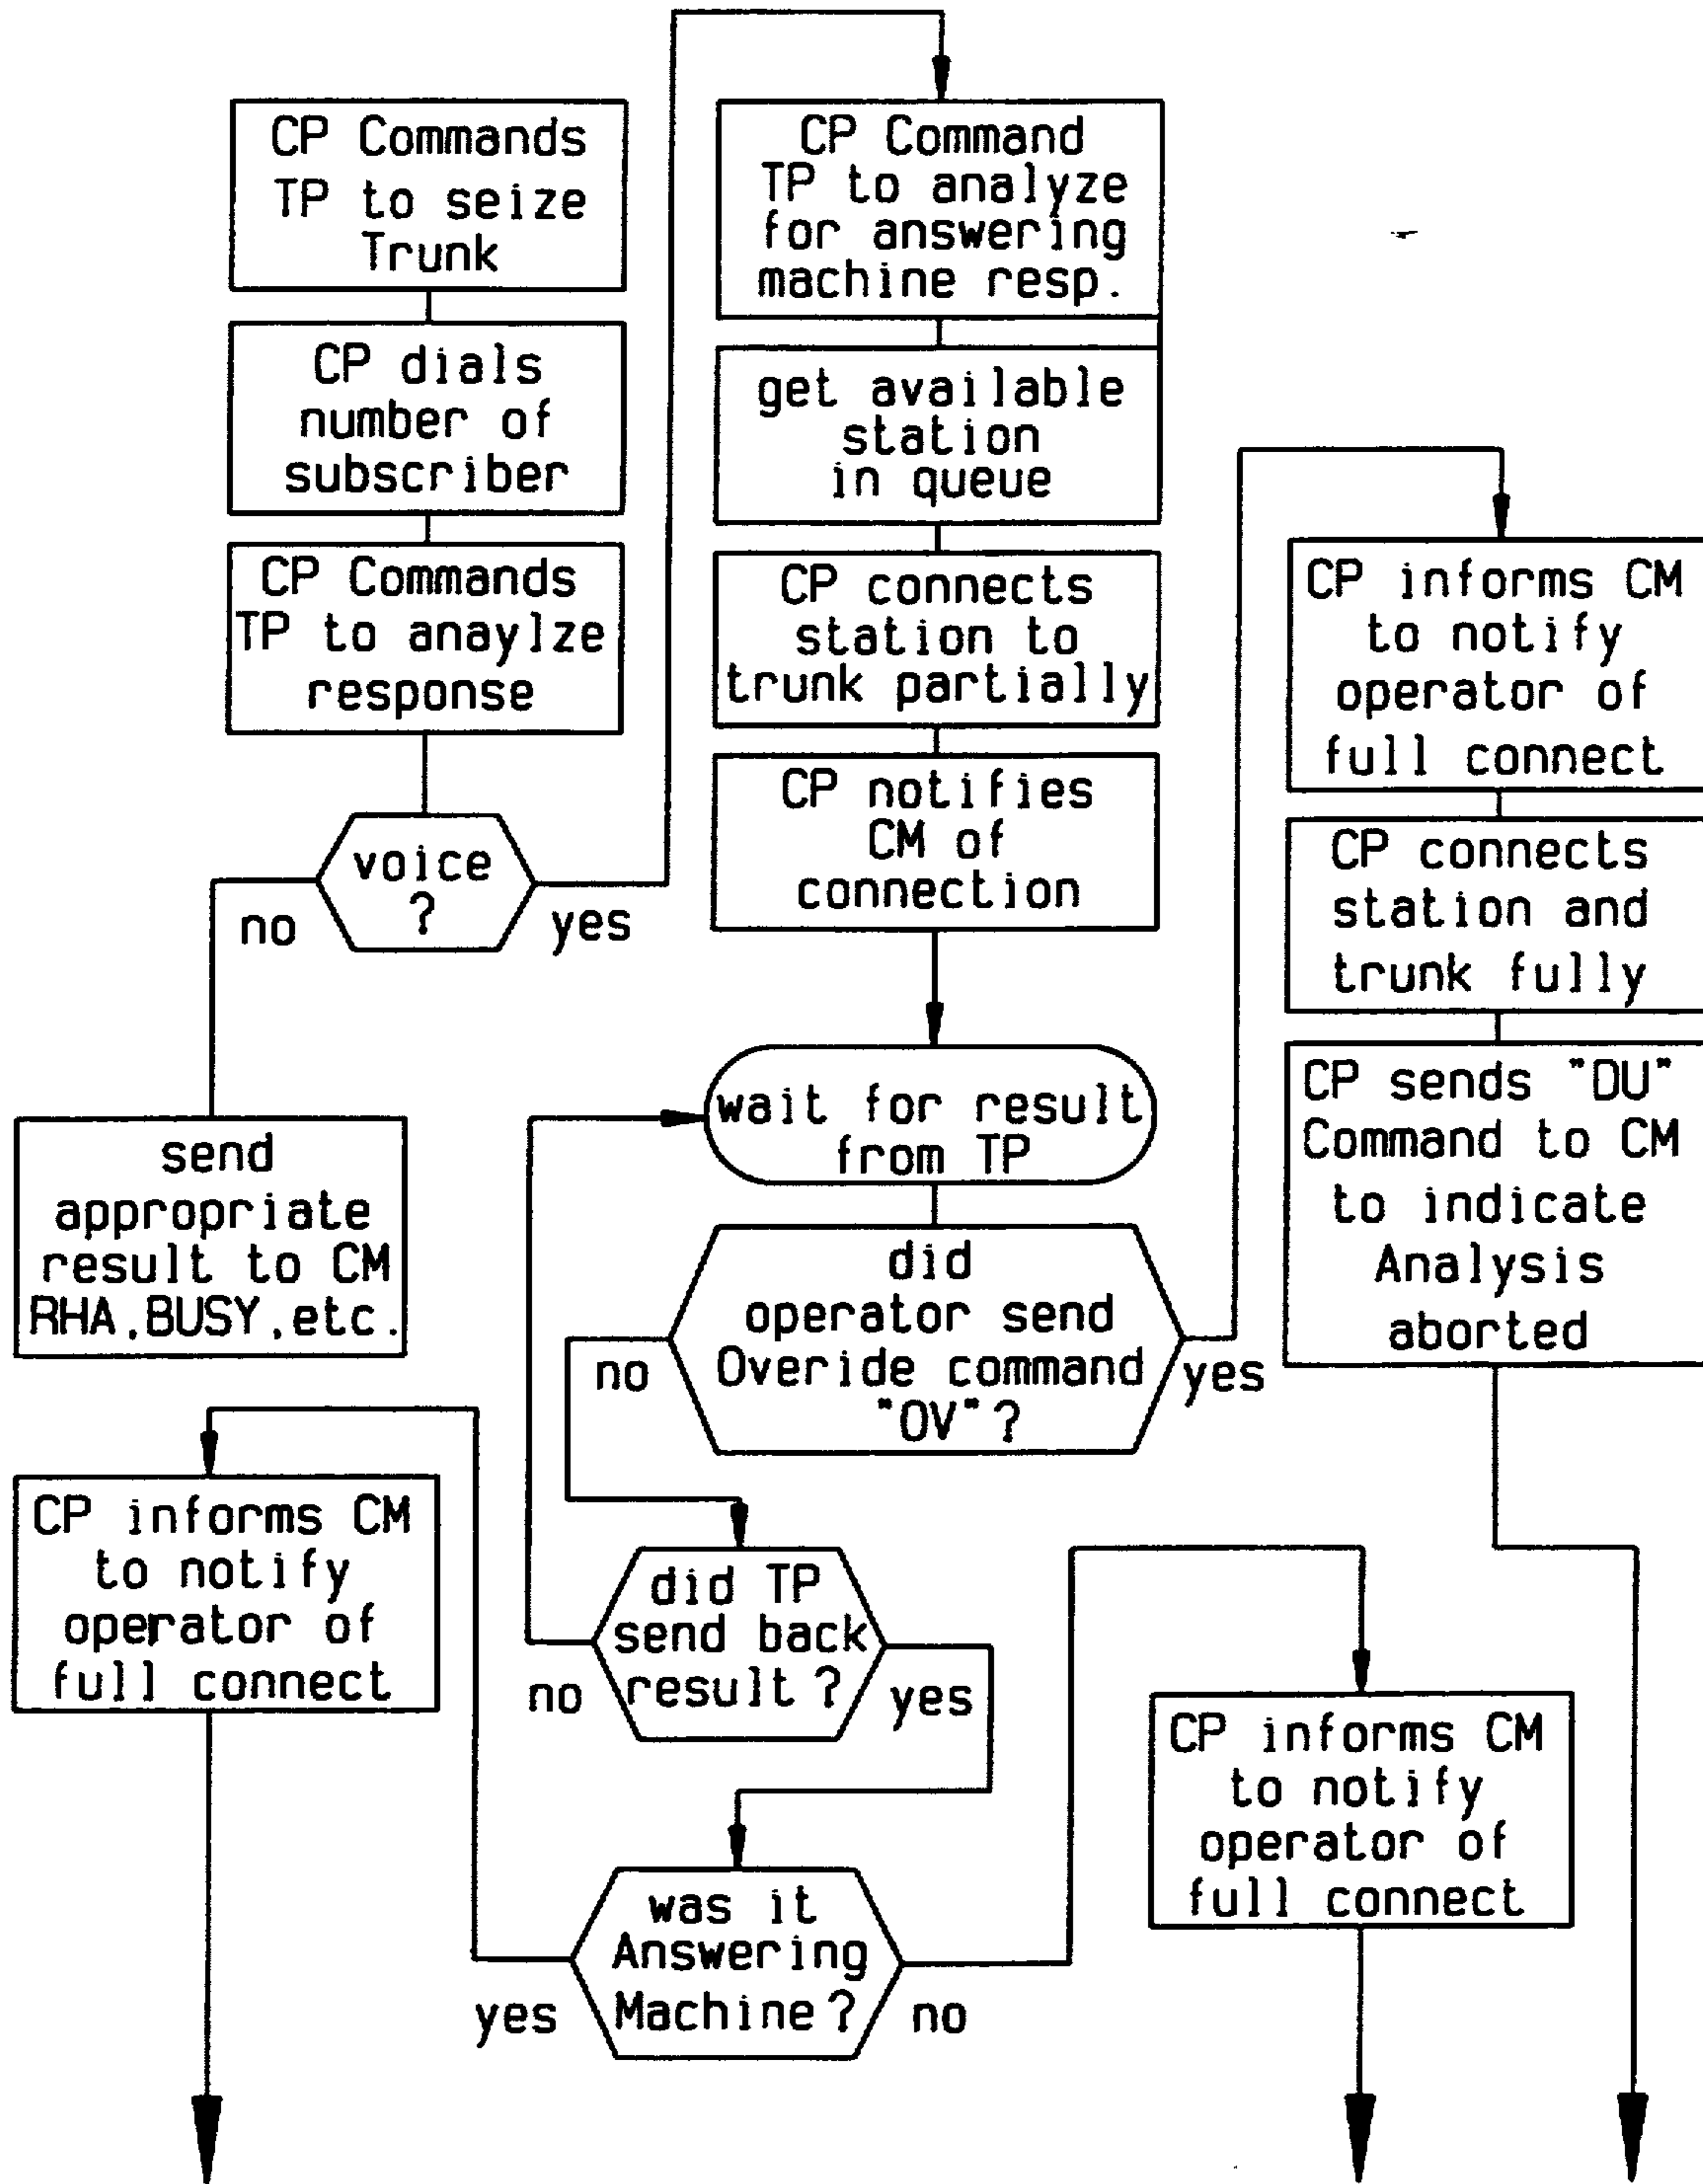 CP Commands
TP to seize
Trunk
CP dials
number of
subscriber
CP Commands
TP to anaylze
response
voice
?
no
yes
send
appropriate
result to CM
RHA,BUSY,etc.
CP Command
TP to analyze
for answering
machine resp.
get available
station
in queue
CP connects
station to
trunk partially
CP notifies
CM of
connection
wait for result
from TP
did
operator send
Overide command
"OV"?
no
yes
CP informs CM
to notify
operator of
full connect
CP connects
station and
trunk fully
CP sends "DU"
Command to CM
to indicate
Analysis
aborted
did TP
send back
result?
no
yes
was it
Answering
Machine?
yes
no
CP informs CM
to notify
operator of
full connect
CP informs CM
to notify
operator of
full connect